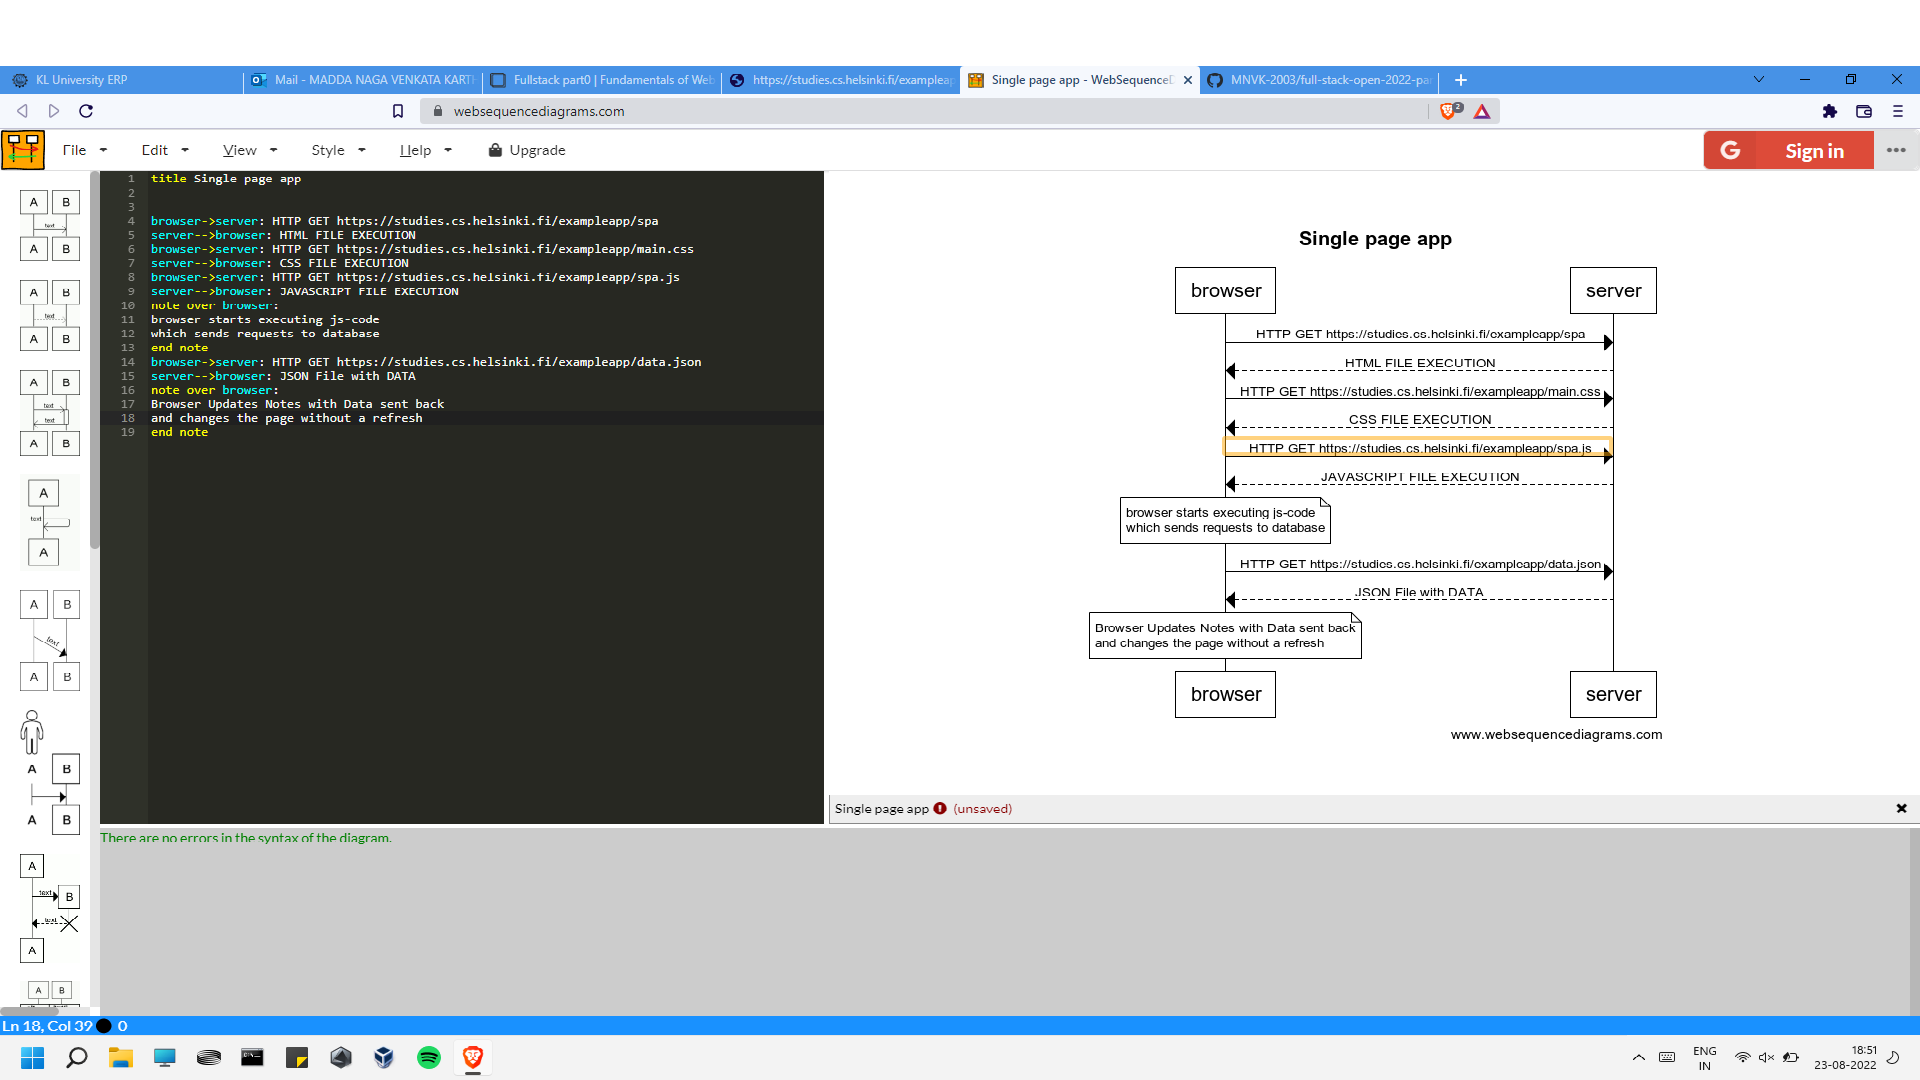 KL University ERP
Mail - MADDA NAGA VENKATA KARTH
Fullstack part0 | Fundamentals of Web
https://studies.cs.helsinki.fi/exampleap
Single page app - WebSequenceD
MNVK-2003/full-stack-open-2022-par
websequencediagrams.com
2
File
Edit
View
Style
Help
Upgrade
G Sign in
1 title Single page app
2
3
4 browser->server: HTTP GET https://studies.cs.helsinki.fi/exampleapp/spa
5 server-->browser: HTML FILE EXECUTION
6 browser->server: HTTP GET https://studies.cs.helsinki.fi/exampleapp/main.css
7 server-->browser: CSS FILE EXECUTION
8 browser->server: HTTP GET https://studies.cs.helsinki.fi/exampleapp/spa.js
9 server-->browser: JAVASCRIPT FILE EXECUTION
10 note over browser:
11 browser starts executing js-code
12 which sends requests to database
13 end note
14 browser->server: HTTP GET https://studies.cs.helsinki.fi/exampleapp/data.json
15 server-->browser: JSON File with DATA
16 note over browser:
17 Browser Updates Notes with Data sent back
18 and changes the page without a refresh
19 end note
A B
text
A B
A B
text
A B
A B
text
text
A B
A
text
A
A B
text
A B
A B
A B
A
text B
text
A
A B
Single page app
browser server
HTTP GET https://studies.cs.helsinki.fi/exampleapp/spa
HTML FILE EXECUTION
HTTP GET https://studies.cs.helsinki.fi/exampleapp/main.css
CSS FILE EXECUTION
HTTP GET https://studies.cs.helsinki.fi/exampleapp/spa.js
JAVASCRIPT FILE EXECUTION
browser starts executing js-code
which sends requests to database
HTTP GET https://studies.cs.helsinki.fi/exampleapp/data.json
JSON File with DATA
Browser Updates Notes with Data sent back
and changes the page without a refresh
browser server
www.websequencediagrams.com
Single page app (unsaved)
There are no errors in the syntax of the diagram.
Ln 18, Col 39 0
ENG
IN
18:51
23-08-2022